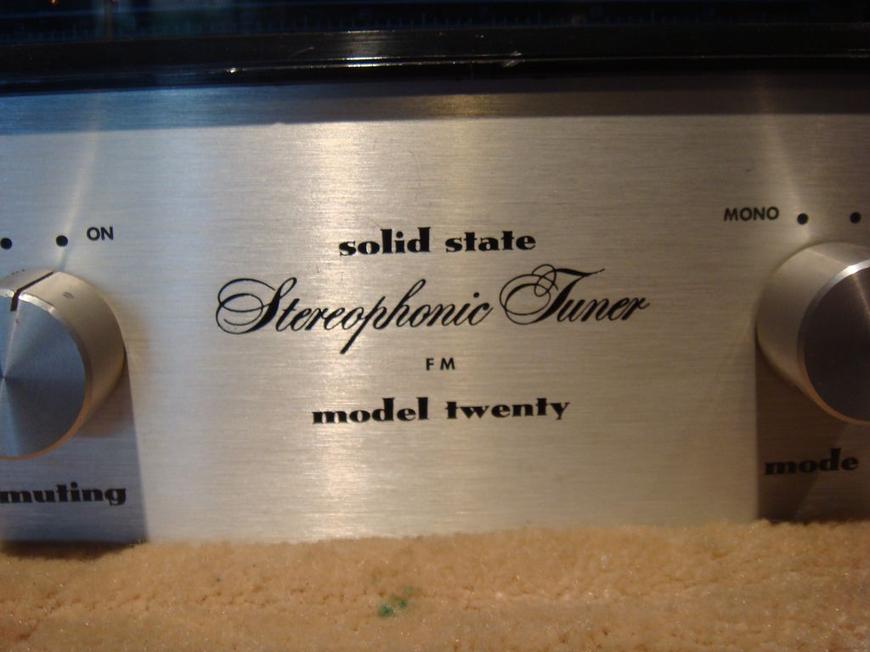 ON
MONO
solid state
Stereophonic Tuner
FM
model twenty
muting
mode